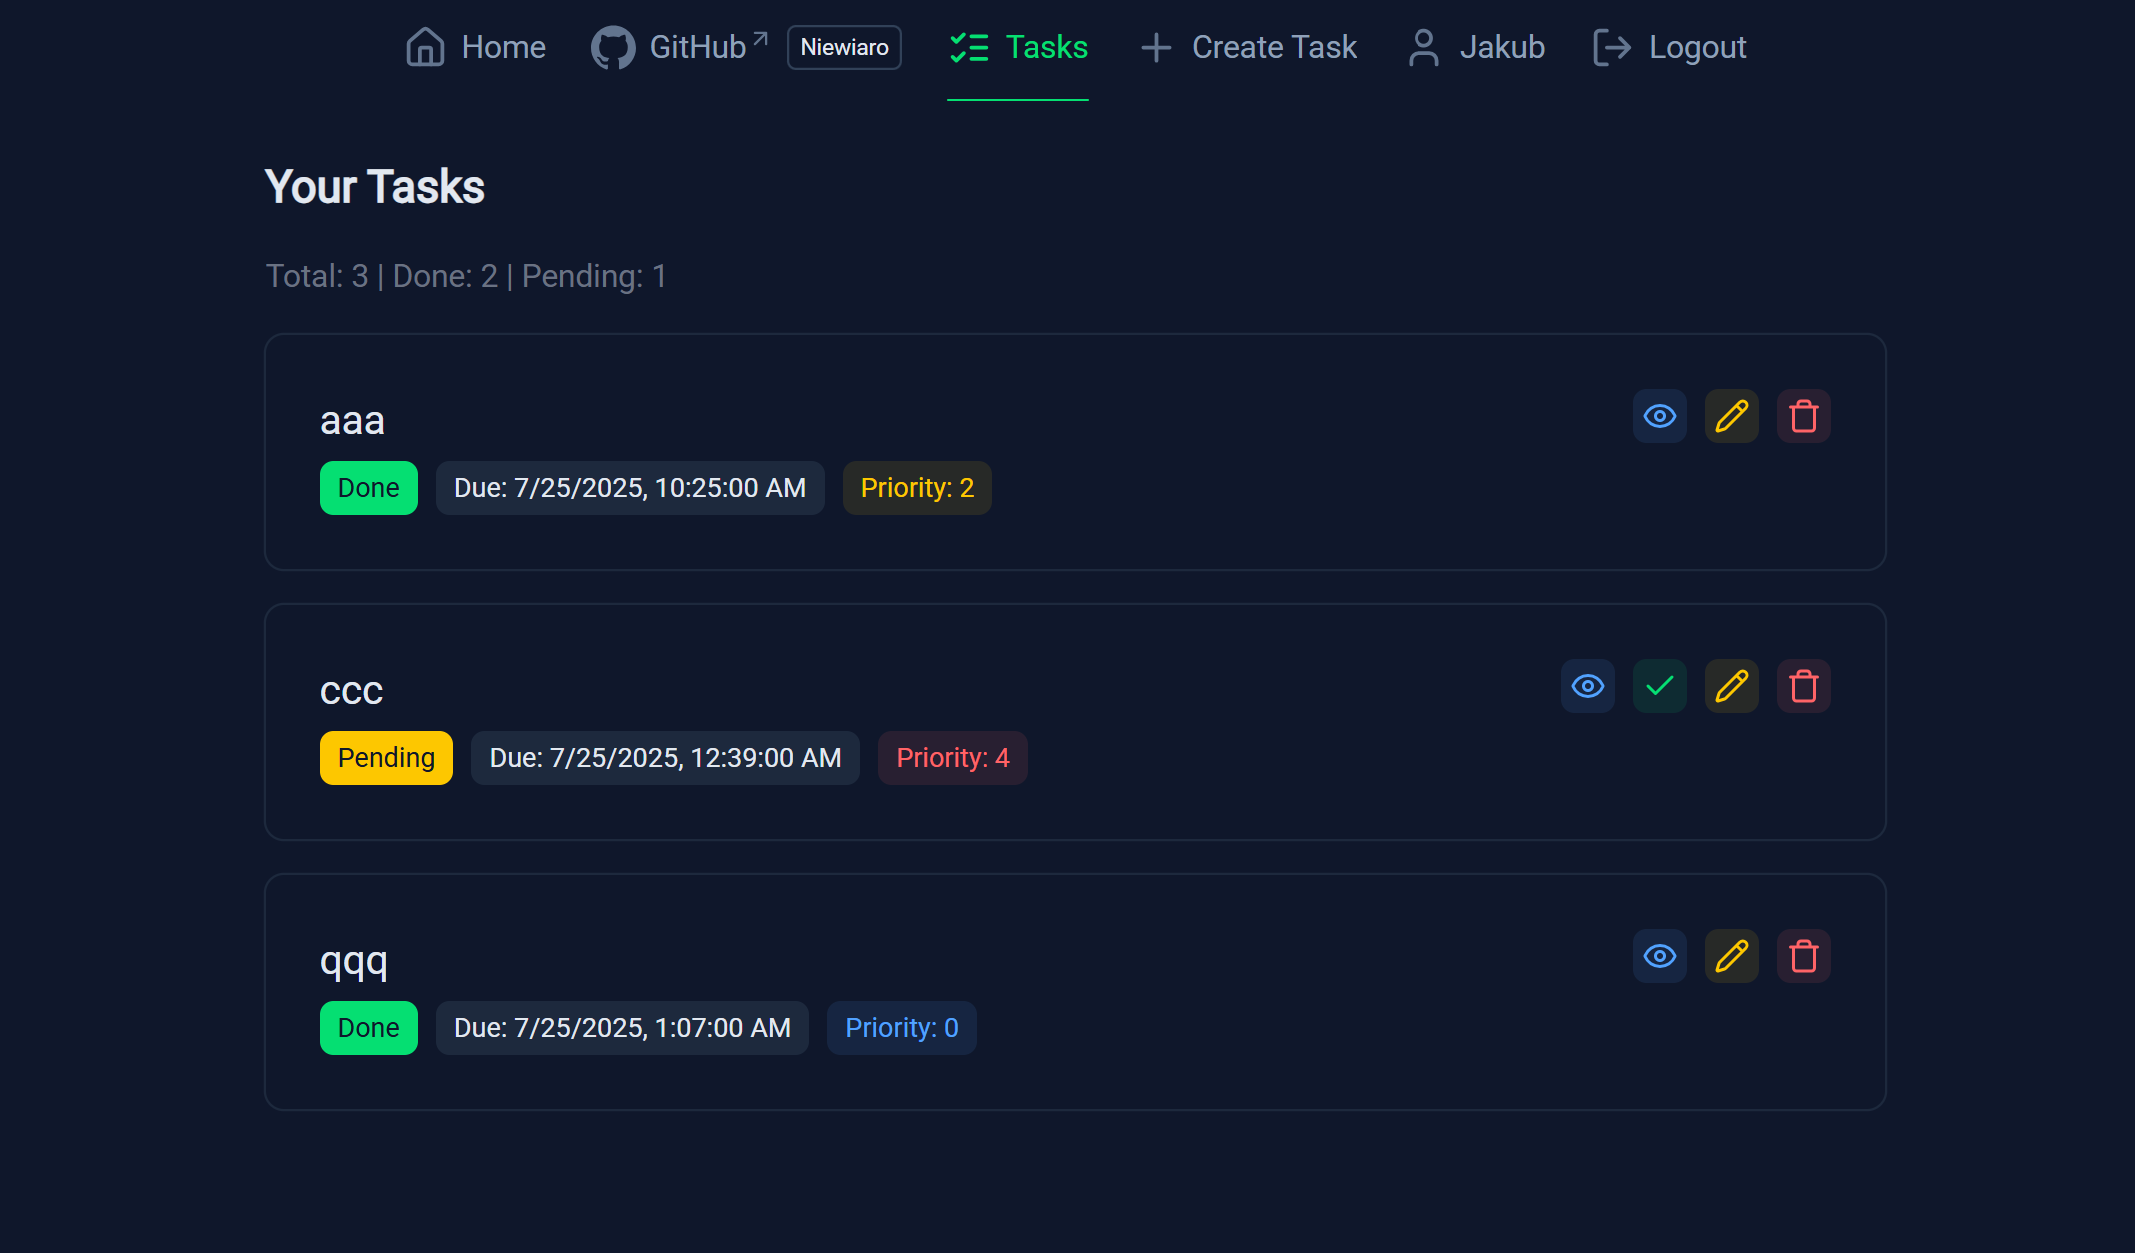 Home GitHub Niewiaro Tasks Create Task Jakub Logout
Your Tasks
Total: 3 | Done: 2 | Pending: 1
aaa
Done Due: 7/25/2025, 10:25:00 AM Priority: 2
ccc
Pending Due: 7/25/2025, 12:39:00 AM Priority: 4
qqq
Done Due: 7/25/2025, 1:07:00 AM Priority: 0